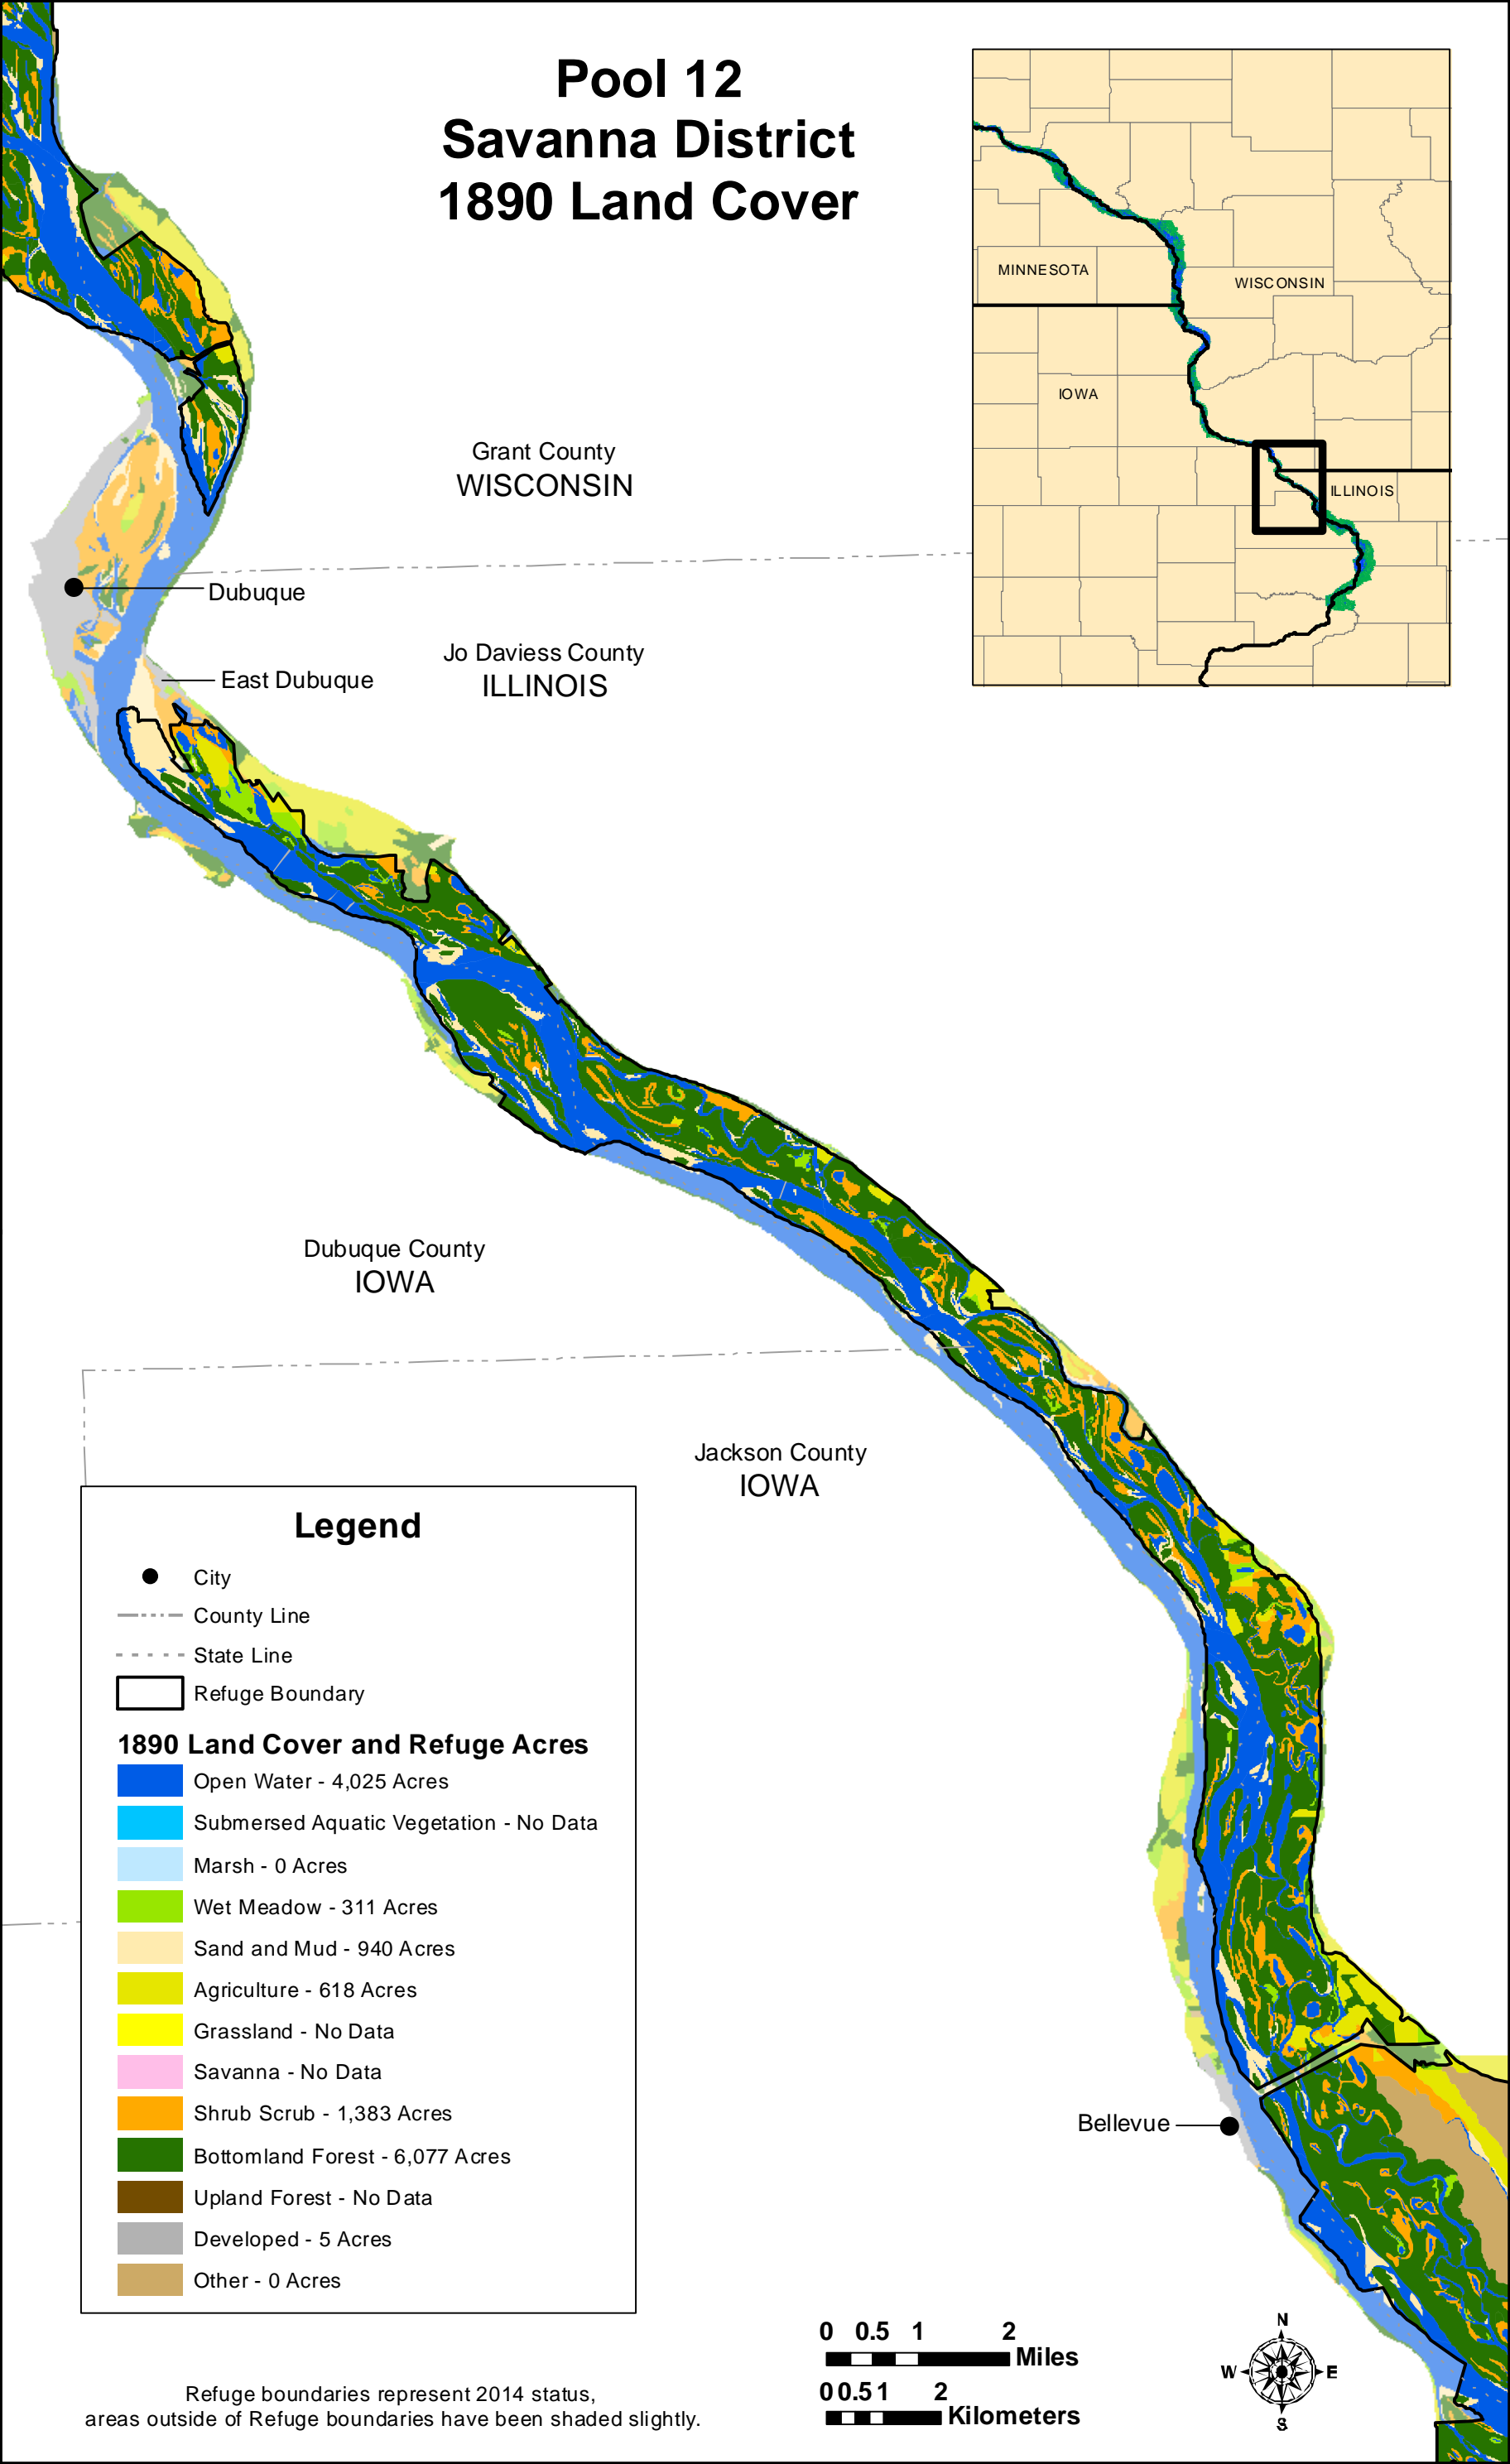 Pool 12
Savanna District
1890 Land Cover
MINNESOTA
WISCONSIN
IOWA
ILLINOIS
Grant County
WISCONSIN
Dubuque
Jo Daviess County
ILLINOIS
East Dubuque
Dubuque County
IOWA
Jackson County
IOWA
Legend
City
County Line
State Line
Refuge Boundary
1890 Land Cover and Refuge Acres
Open Water - 4,025 Acres
Submersed Aquatic Vegetation - No Data
Marsh - 0 Acres
Wet Meadow - 311 Acres
Sand and Mud - 940 Acres
Agriculture - 618 Acres
Grassland - No Data
Savanna - No Data
Shrub Scrub - 1,383 Acres
Bottomland Forest - 6,077 Acres
Upland Forest - No Data
Developed - 5 Acres
Other - 0 Acres
Bellevue
0 0.5 1 2
Miles
0 0.5 1 2
Kilometers
N
W E
S
Refuge boundaries represent 2014 status,
areas outside of Refuge boundaries have been shaded slightly.